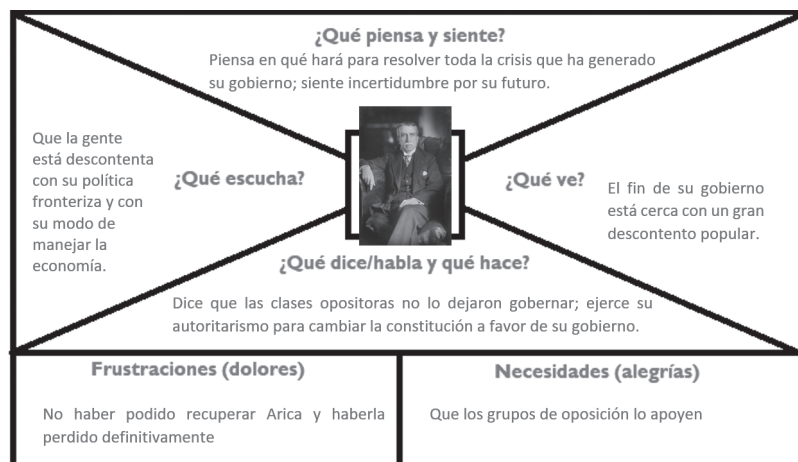 ¿Qué piensa y siente?
Piensa en qué hará para resolver toda la crisis que ha generado
su gobierno; siente incertidumbre por su futuro.
Que la gente
está descontenta
con su política
fronteriza y con
su modo de
manejar la
economía.
¿Qué escucha?
¿Qué ve?
El fin de su gobierno
está cerca con un gran
descontento popular.
¿Qué dice/habla y qué hace?
Dice que las clases opositoras no lo dejaron gobernar; ejerce su
autoritarismo para cambiar la constitución a favor de su gobierno.
Frustraciones (dolores)
No haber podido recuperar Arica y haberla
perdido definitivamente
Necesidades (alegrías)
Que los grupos de oposición lo apoyen